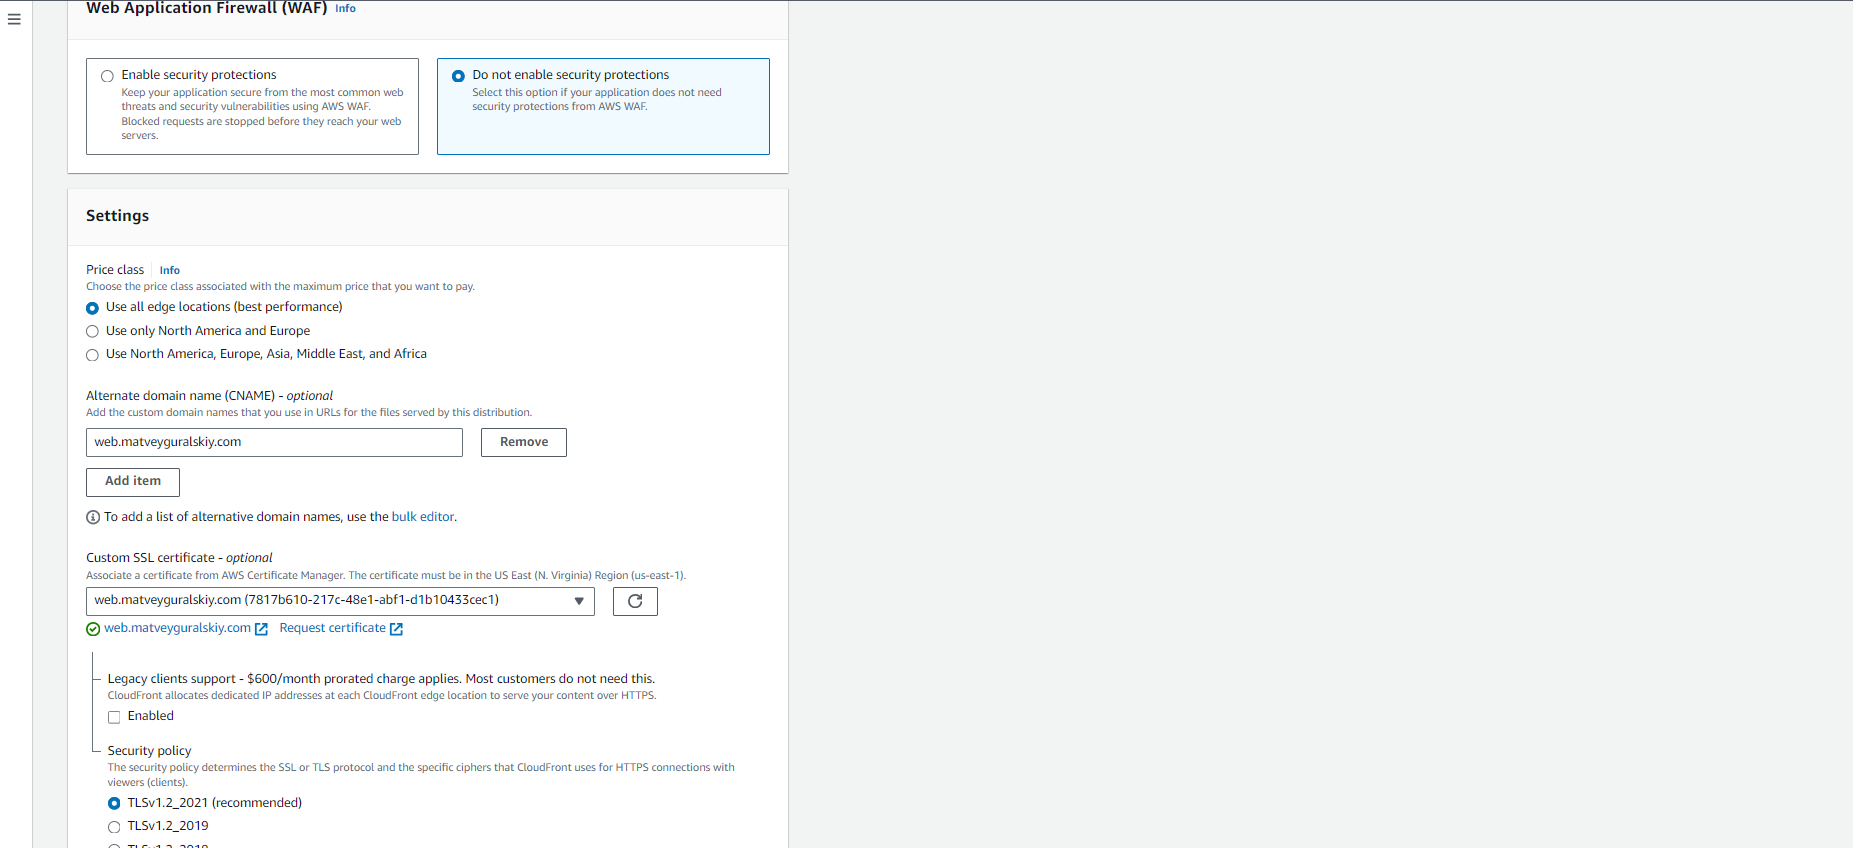 Web Application Firewall (WAF) Info
Enable security protections
Keep your application secure from the most common web
threats and security vulnerabilities using AWS WAF.
Blocked requests are stopped before they reach your web
servers.
Do not enable security protections
Select this option if your application does not need
security protections from AWS WAF.
Settings
Price class Info
Choose the price class associated with the maximum price that you want to pay.
Use all edge locations (best performance)
Use only North America and Europe
Use North America, Europe, Asia, Middle East, and Africa
Alternate domain name (CNAME) - optional
Add the custom domain names that you use in URLs for the files served by this distribution.
web.matveyguralskiy.com
Remove
Add item
To add a list of alternative domain names, use the bulk editor.
Custom SSL certificate - optional
Associate a certificate from AWS Certificate Manager. The certificate must be in the US East (N. Virginia) Region (us-east-1).
web.matveyguralskiy.com (7817b610-217c-48e1-abf1-d1b10433cec1)
web.matveyguralskiy.com Request certificate
Legacy clients support - $600/month prorated charge applies. Most customers do not need this.
CloudFront allocates dedicated IP addresses at each CloudFront edge location to serve your content over HTTPS.
Enabled
Security policy
The security policy determines the SSL or TLS protocol and the specific ciphers that CloudFront uses for HTTPS connections with
viewers (clients).
TLSv1.2_2021 (recommended)
TLSv1.2_2019